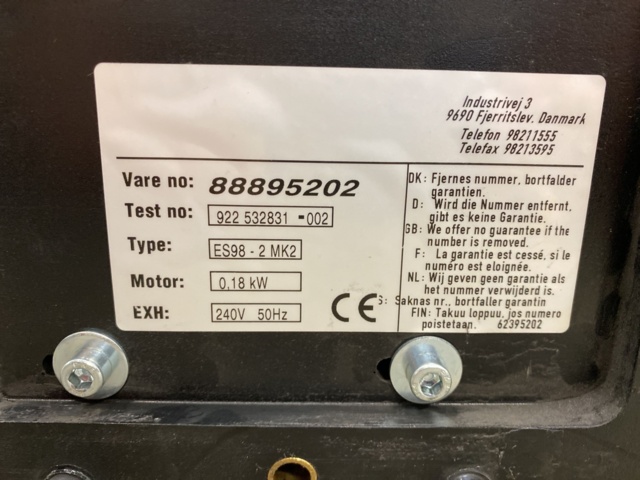 Industrivej 3
9690 Fjerritslev. Danmark
Telefon 98211555
Telefax 98213595
Vare no: 88895202
Test no: 922 532831 -002
Type: ES98 - 2 MK2
Motor: 0,18 kW
EXH: 240V 50Hz
CE
DK: Fjernes nummer, bortfalder
garantien.
D: Wird die Nummer entfernt,
gibt es keine Garantie.
GB: We offer no guarantee if the
number is removed.
F: La garantie est cessé, si le
numéro est eloignée.
NL: Wij geven geen garantie als
het nummer verwijderd is.
S: Saknas nr., bortfaller garantin
FIN: Takuu loppuu, jos numero
poistetaan. 62395202